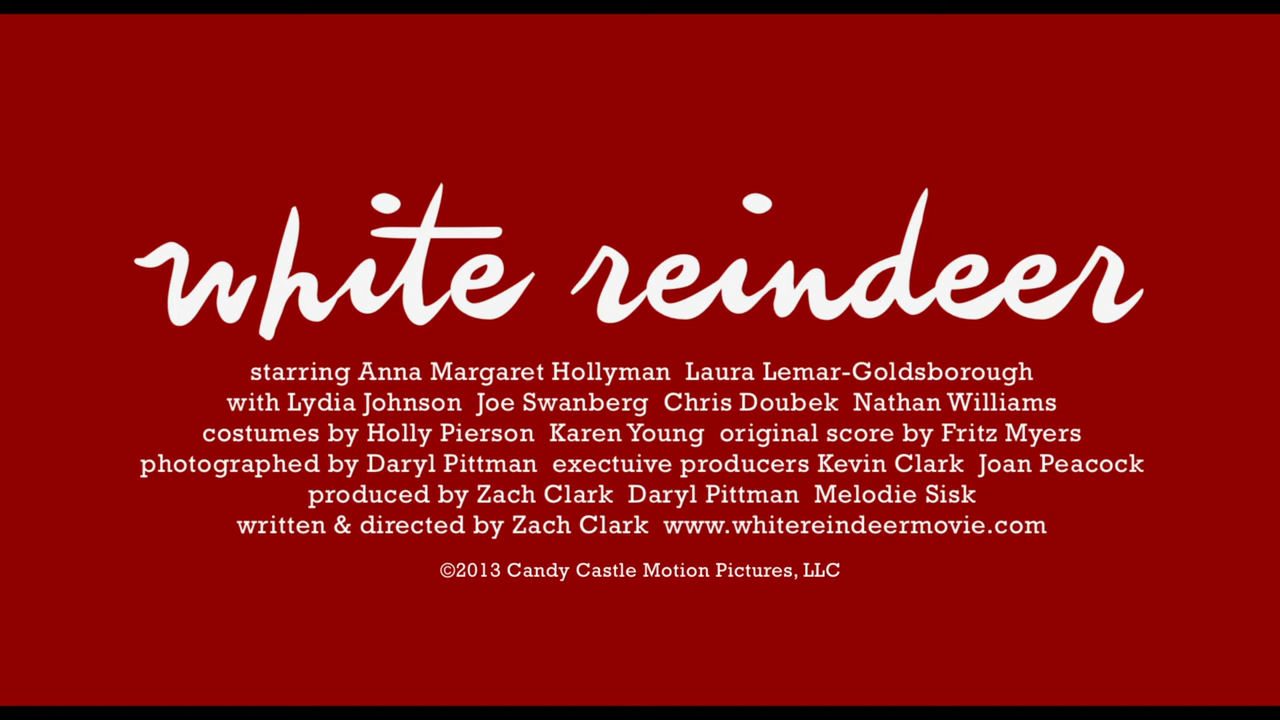 white reindeer
starring Anna Margaret Hollyman Laura Lemar-Goldsborough
with Lydia Johnson Joe Swanberg Chris Doubek Nathan Williams
costumes by Holly Pierson Karen Young original score by Fritz Myers
photographed by Daryl Pittman exectuive producers Kevin Clark Joan Peacock
produced by Zach Clark Daryl Pittman Melodie Sisk
written & directed by Zach Clark www.whitereindeermovie.com
©2013 Candy Castle Motion Pictures, LLC